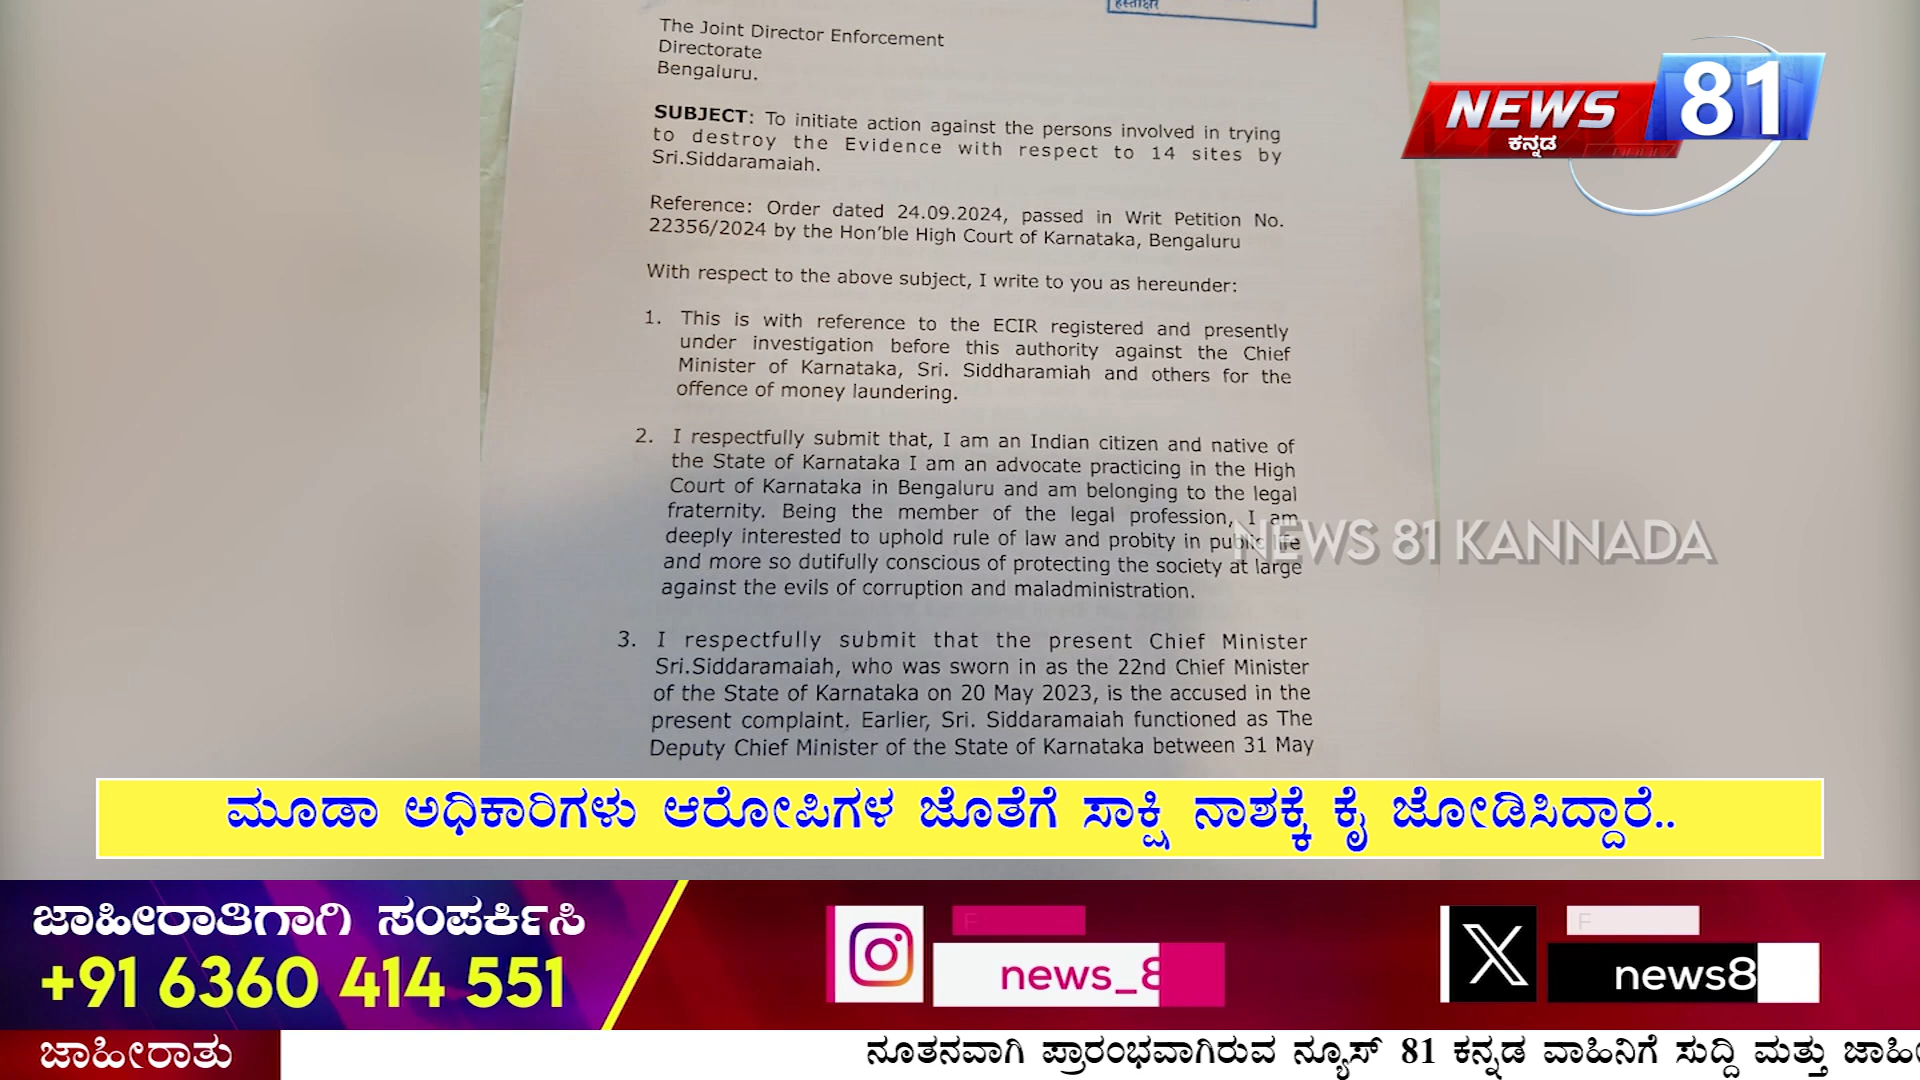 हस्ताक्षर
The Joint Director Enforcement
Directorate
Bengaluru.
SUBJECT: To initiate action against the persons involved in trying
to destroy the Evidence with respect to 14 sites by
Sri.Siddaramaiah.
Reference: Order dated 24.09.2024, passed in Writ Petition No.
22356/2024 by the Hon'ble High Court of Karnataka, Bengaluru
With respect to the above subject, I write to you as hereunder:
1. This is with reference to the ECIR registered and presently
under investigation before this authority against the Chief
Minister of Karnataka, Sri. Siddharamiah and others for the
offence of money laundering.
2. I respectfully submit that, I am an Indian citizen and native of
the State of Karnataka I am an advocate practicing in the High
Court of Karnataka in Bengaluru and am belonging to the legal
fraternity. Being the member of the legal profession, I am
deeply interested to uphold rule of law and probity in public life
and more so dutifully conscious of protecting the society at large
against the evils of corruption and maladministration.
3. I respectfully submit that the present Chief Minister
Sri.Siddaramaiah, who was sworn in as the 22nd Chief Minister
of the State of Karnataka on 20 May 2023, is the accused in the
present complaint. Earlier, Sri. Siddaramaiah functioned as The
Deputy Chief Minister of the State of Karnataka between 31 May
NEWS 81
ಕನ್ನಡ
NEWS 81 KANNADA
ಮೂಡಾ ಅಧಿಕಾರಿಗಳು ಆರೋಪಿಗಳ ಜೊತೆಗೆ ಸಾಕ್ಷಿ ನಾಶಕ್ಕೆ ಕೈ ಜೋಡಿಸಿದ್ದಾರೆ..
ಜಾಹೀರಾತಿಗಾಗಿ ಸಂಪರ್ಕಿಸಿ
+91 6360 414 551
F
news_8
F
news8
ಜಾಹೀರಾತು
ನೂತನವಾಗಿ ಪ್ರಾರಂಭವಾಗಿರುವ ನ್ಯೂಸ್ 81 ಕನ್ನಡ ವಾಹಿನಿಗೆ ಸುದ್ದಿ ಮತ್ತು